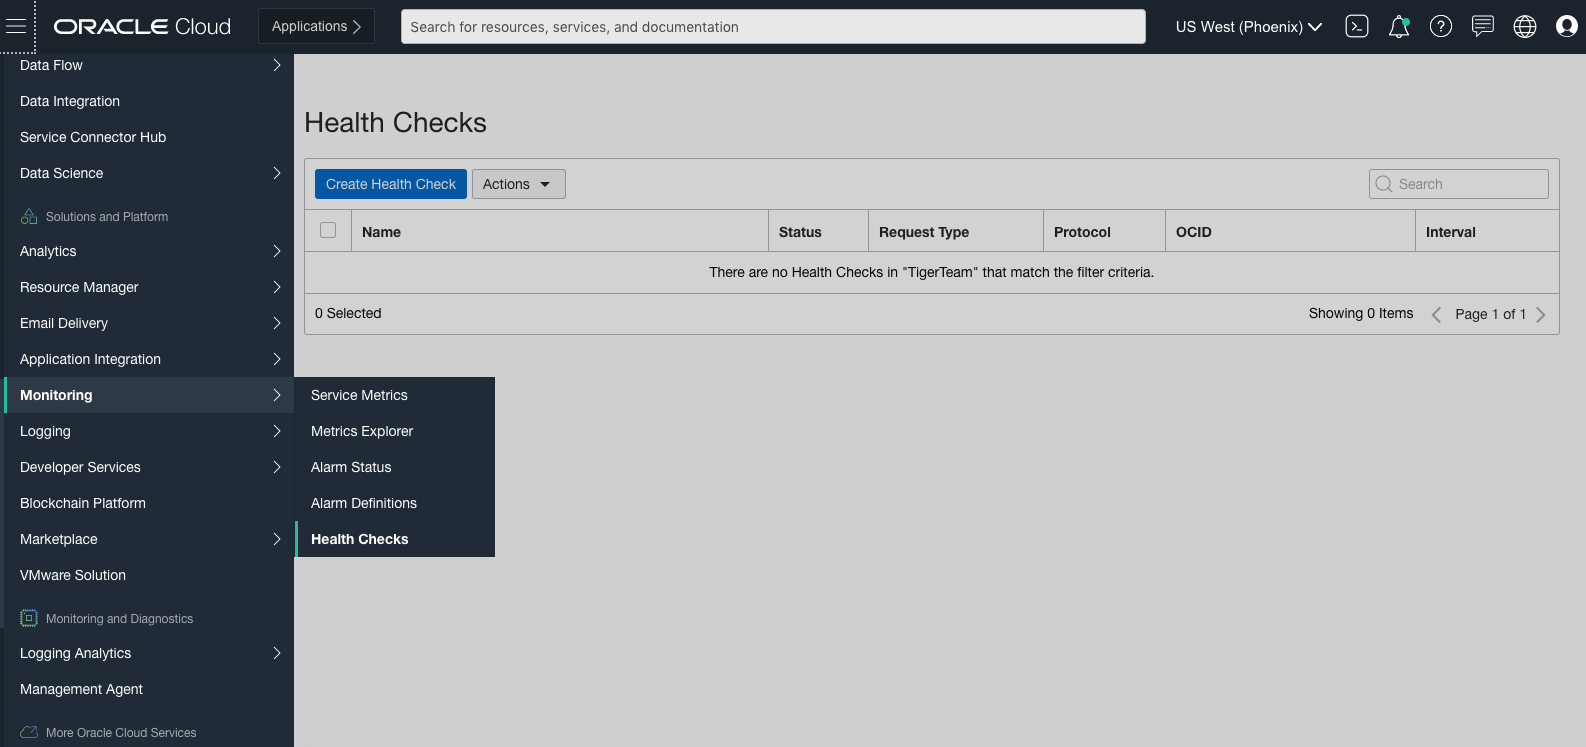 ORACLE Cloud
Applications
Search for resources, services, and documentation
US West (Phoenix)
Data Flow
Data Integration
Service Connector Hub
Data Science
Solutions and Platform
Analytics
Resource Manager
Email Delivery
Application Integration
Monitoring
Logging
Developer Services
Blockchain Platform
Marketplace
VMware Solution
Monitoring and Diagnostics
Logging Analytics
Management Agent
More Oracle Cloud Services
Service Metrics
Metrics Explorer
Alarm Status
Alarm Definitions
Health Checks
Health Checks
Create Health Check Actions Search
Name Status Request Type Protocol OCID Interval
There are no Health Checks in "TigerTeam" that match the filter criteria.
0 Selected Showing 0 Items Page 1 of 1